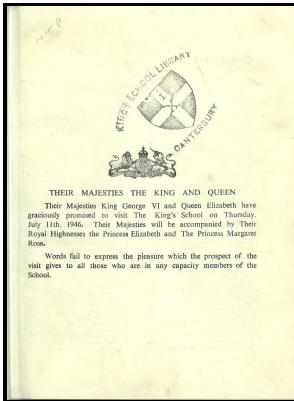 KING'S SCHOOL LIBRARY
CANTERBURY
THEIR MAJESTIES THE KING AND QUEEN
Their Majesties King George VI and Queen Elizabeth have
graciously promised to visit The King's School on Thursday,
July 11th, 1946. Their Majesties will be accompanied by Their
Royal Highnesses the Princess Elizabeth and The Princess Margaret
Rose.
Words fail to express the pleasure which the prospect of the
visit gives to all those who are in any capacity members of the
School.